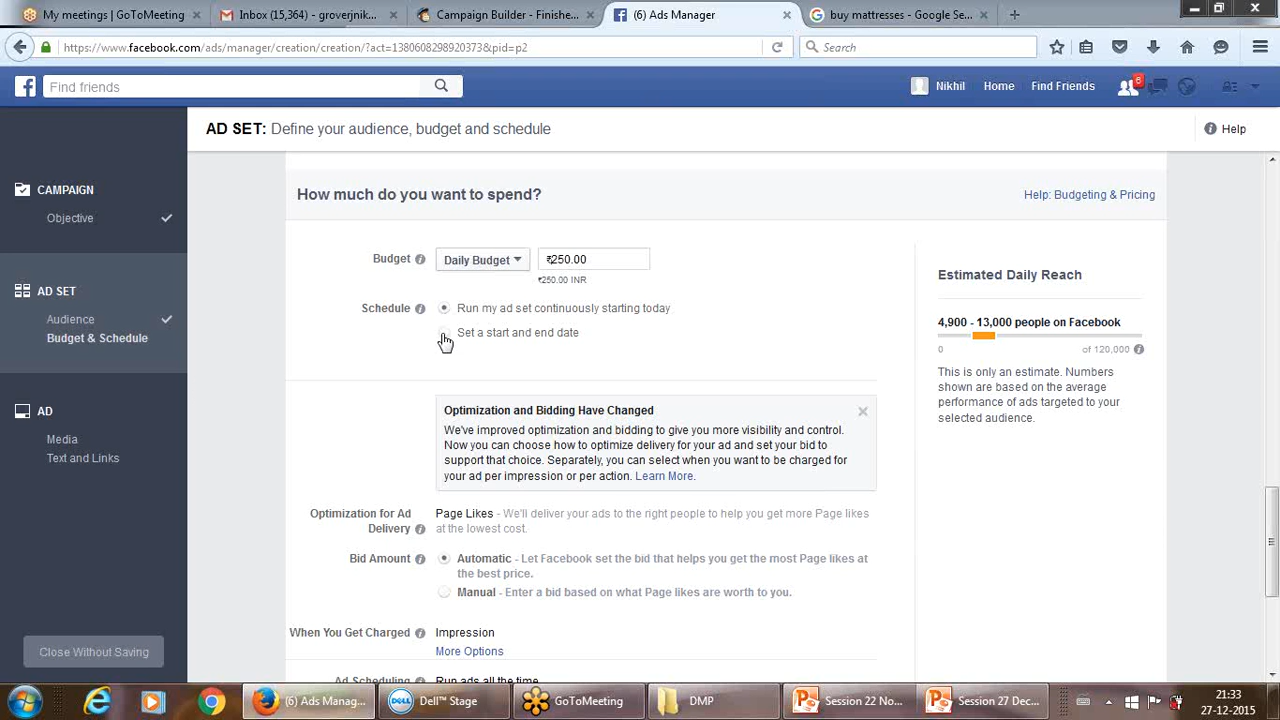 My meetings | GoToMeeting
Inbox (15,364) - groverjnik...
Campaign Builder - Finishe...
(6) Ads Manager
buy mattresses - Google Se...
https://www.facebook.com/ads/manager/creation/creation/?act=1380608298920373&pid=p2
Search
Find friends
Nikhil
Home
Find Friends
6
AD SET: Define your audience, budget and schedule
Help
CAMPAIGN
Objective
AD SET
Audience
Budget & Schedule
AD
Media
Text and Links
Close Without Saving
How much do you want to spend?
Help: Budgeting & Pricing
Budget
Daily Budget
₹250.00
₹250.00 INR
Schedule
Run my ad set continuously starting today
Set a start and end date
Optimization and Bidding Have Changed
We've improved optimization and bidding to give you more visibility and control.
Now you can choose how to optimize delivery for your ad and set your bid to
support that choice. Separately, you can select when you want to be charged for
your ad per impression or per action. Learn More.
Optimization for Ad
Delivery
Page Likes - We'll deliver your ads to the right people to help you get more Page likes
at the lowest cost.
Bid Amount
Automatic - Let Facebook set the bid that helps you get the most Page likes at
the best price.
Manual - Enter a bid based on what Page likes are worth to you.
When You Get Charged
Impression
More Options
Ad Scheduling
Run ads all the time
Estimated Daily Reach
4,900 - 13,000 people on Facebook
0
of 120,000
This is only an estimate. Numbers
shown are based on the average
performance of ads targeted to your
selected audience.
(6) Ads Manag...
DELL
Dell™ Stage
GoToMeeting
DMP
Session 22 No...
Session 27 Dec...
21:33
27-12-2015